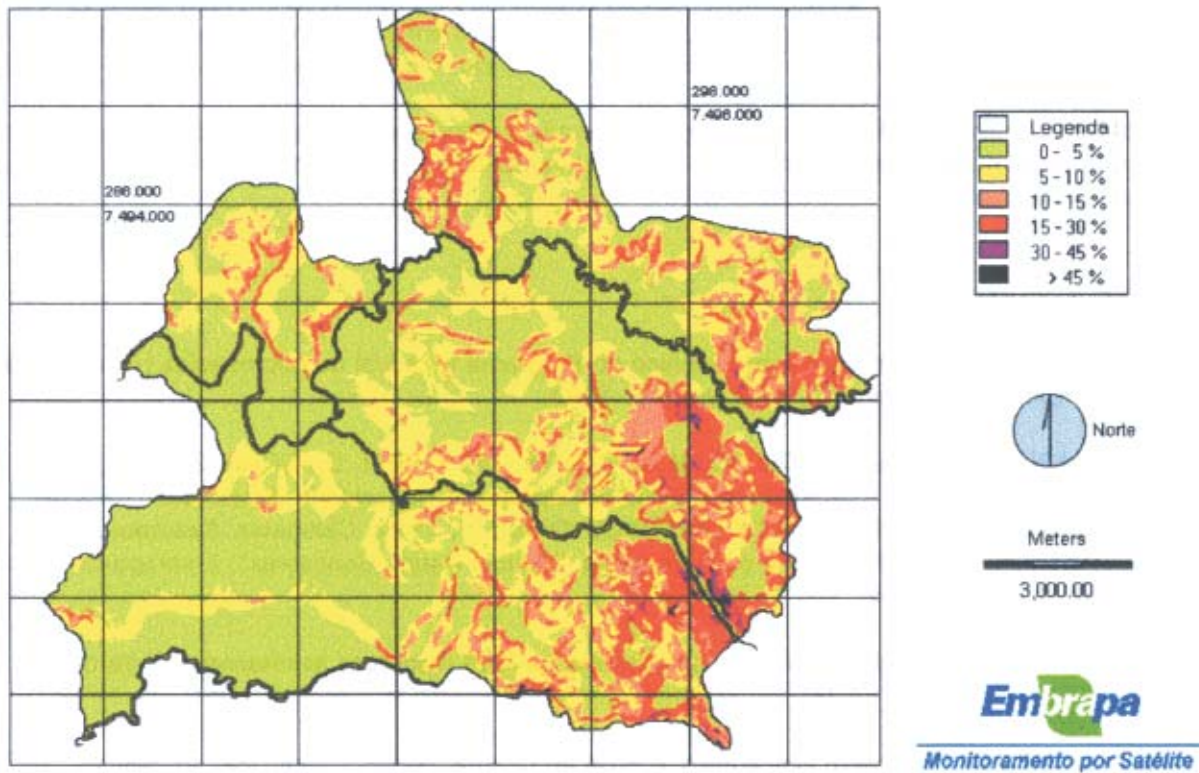 298.000
7.498.000
286.000
7 494.000
Legenda
0 - 5 %
5 - 10 %
10 - 15 %
15 - 30 %
30 - 45 %
> 45 %
Norte
Meters
3,000.00
Embrapa
Monitoramento por Satélite